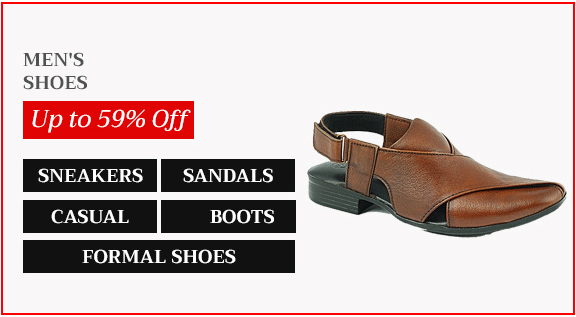 MEN'S
SHOES
Up to 59% Off
SNEAKERS SANDALS
CASUAL BOOTS
FORMAL SHOES